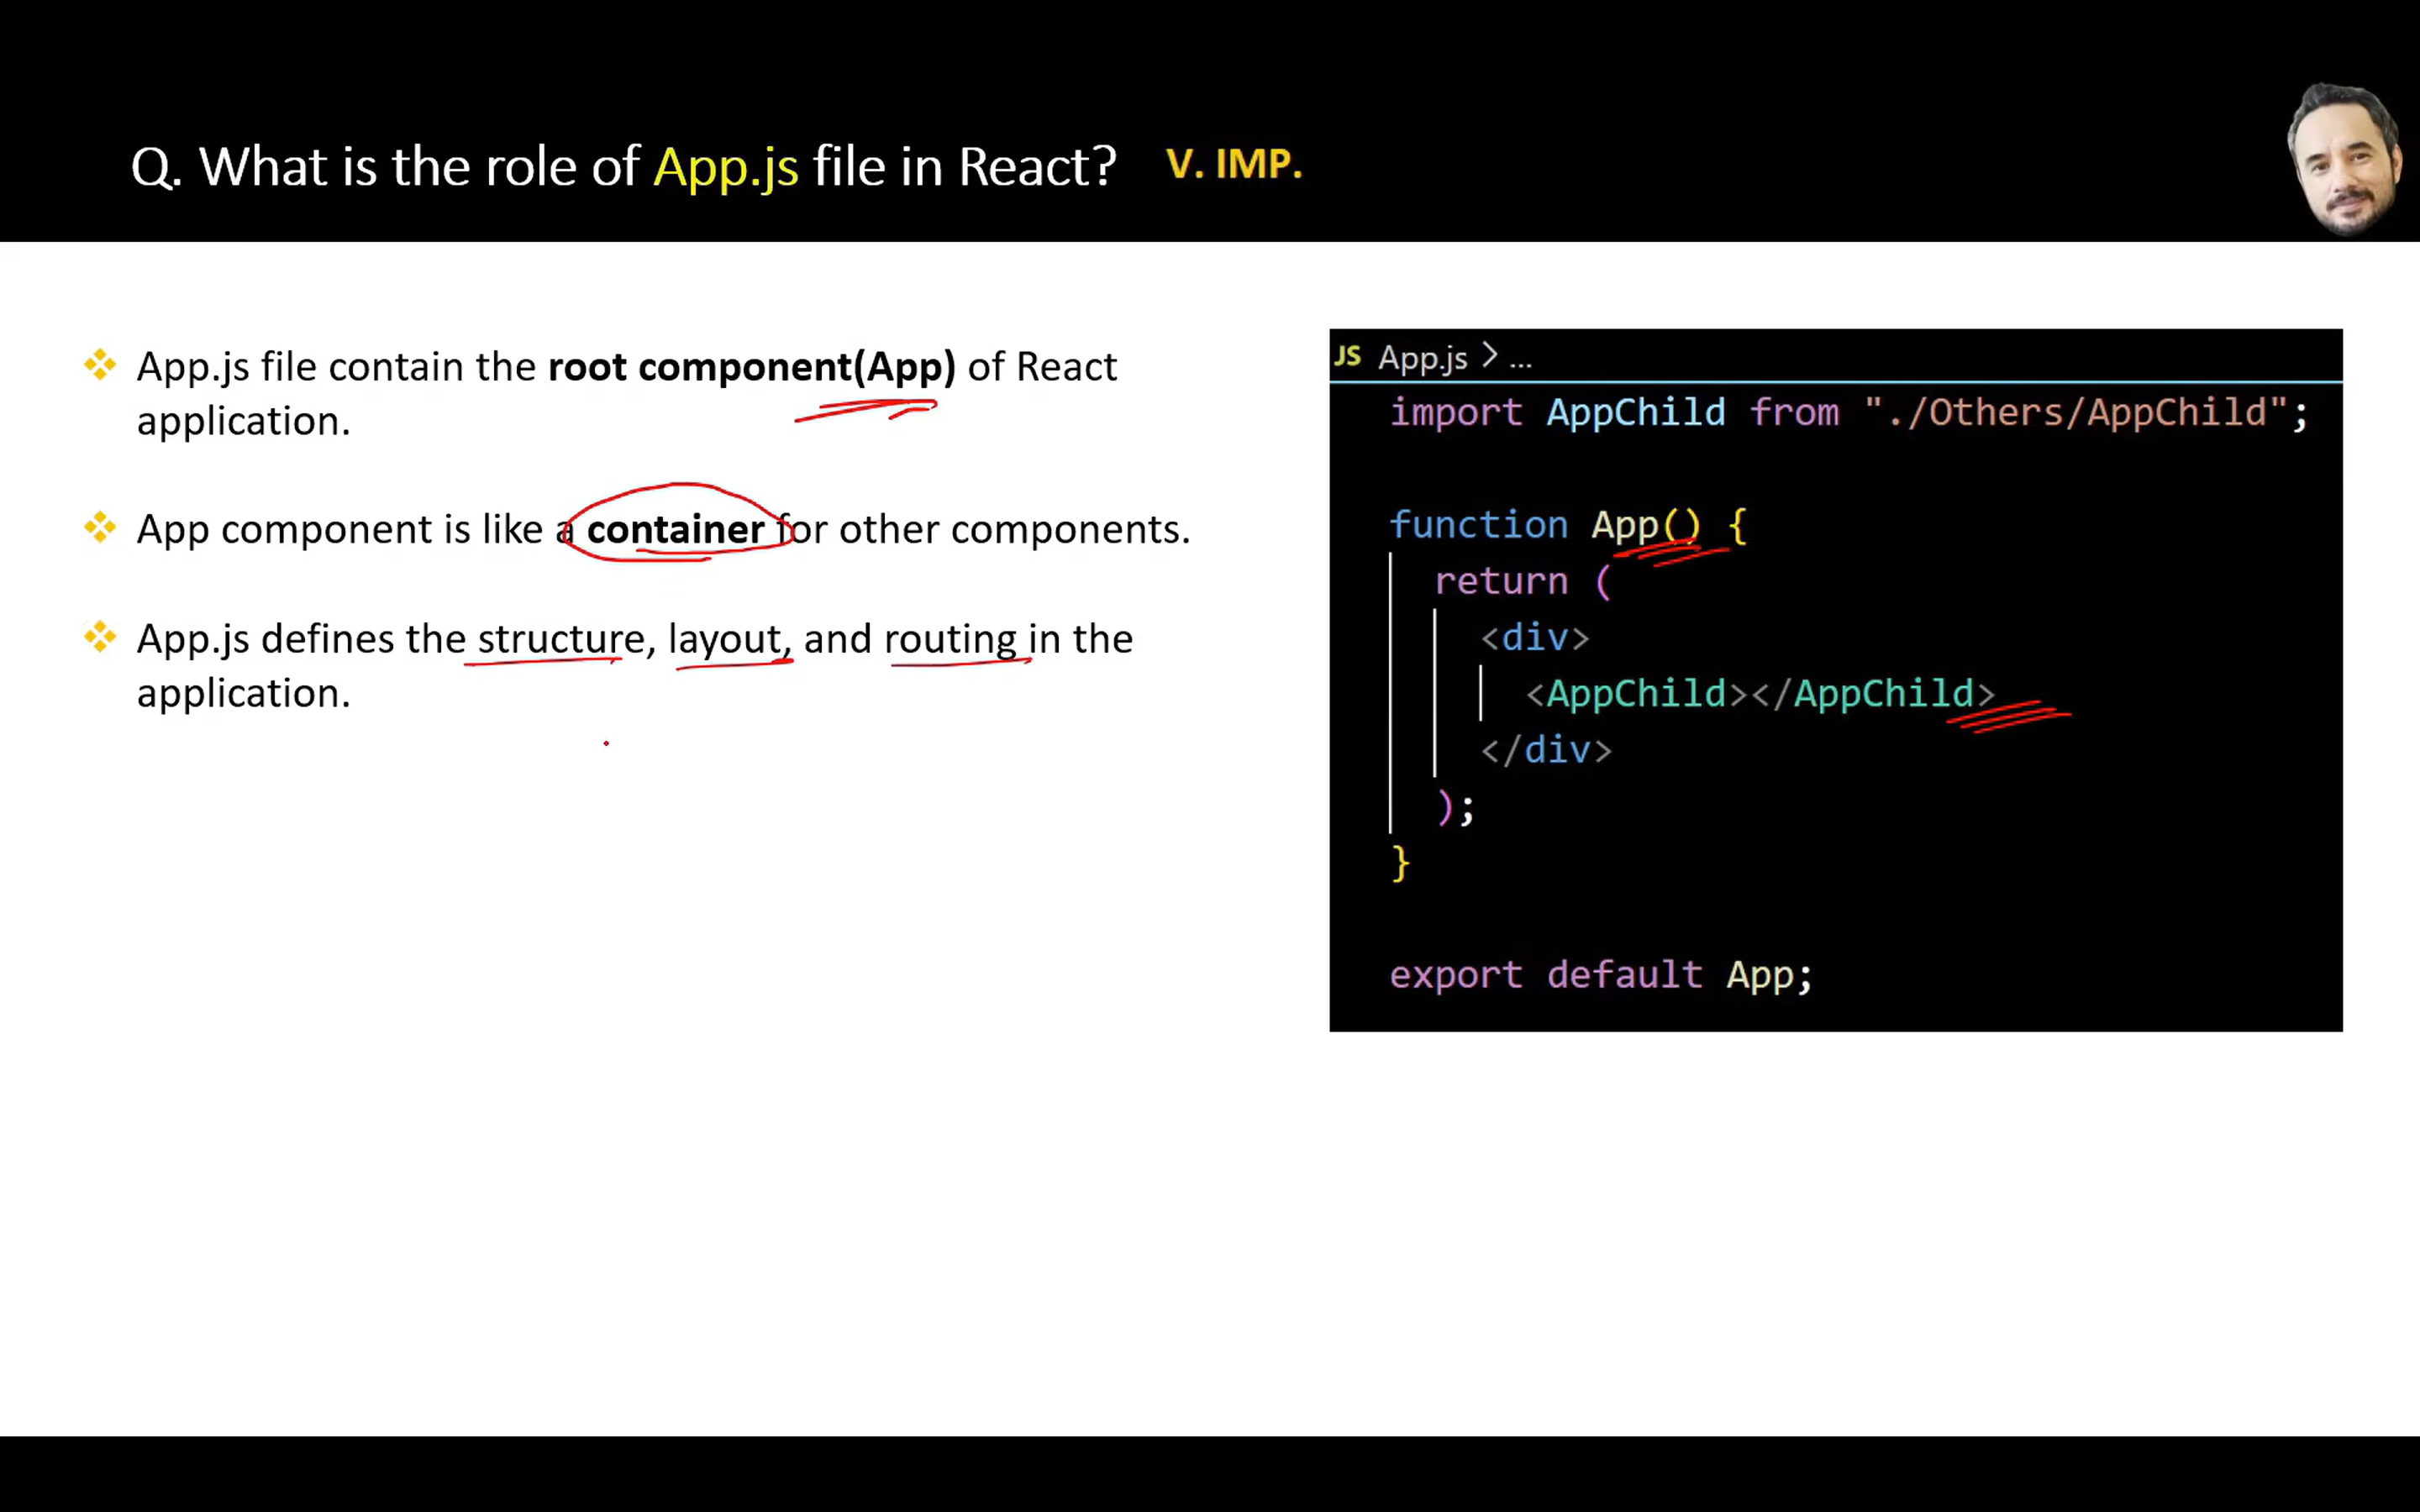 Q. What is the role of App.js file in React? V. IMP.
App.js file contain the root component(App) of React
application.
App component is like a container for other components.
App.js defines the structure, layout, and routing in the
application.
JS App.js > ...
import AppChild from "./Others/AppChild";
function App() {
return (
<div>
<AppChild></AppChild>
</div>
);
}
export default App;